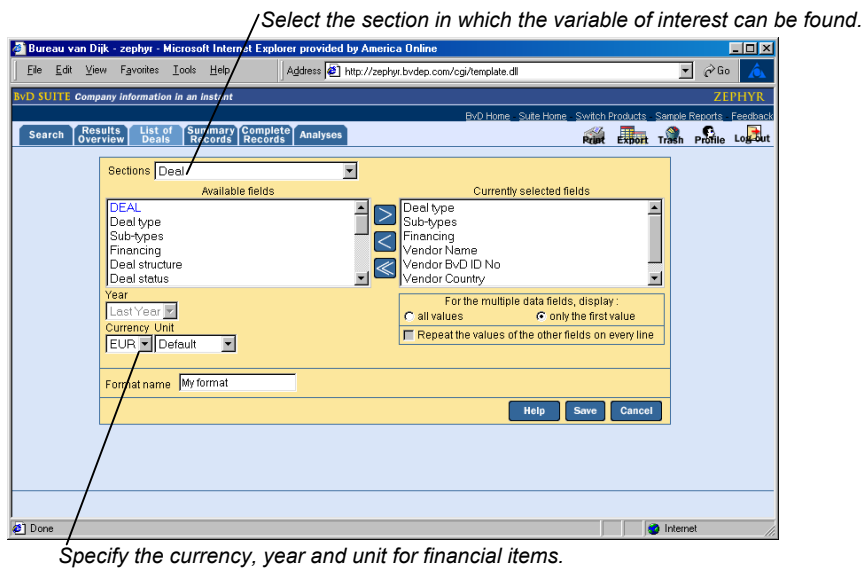 Select the section in which the variable of interest can be found.
Bureau van Dijk - zephyr - Microsoft Internet Explorer provided by America Online
File Edit View Favorites Tools Help Address http://zephyr.bvdep.com/cgi/template.dll Go
BvD SUITE Company information in an instant ZEPHYR
BvD Home Suite Home Switch Products Sample Reports Feedback
Search Results Overview List of Deals Summary Records Complete Records Analyses Print Export Trash Profile Logout
Sections Deal
Available fields Currently selected fields
DEAL Deal type
Deal type Sub-types
Sub-types Financing
Financing Vendor Name
Deal structure Vendor BvD ID No
Deal status Vendor Country
Year For the multiple data fields, display :
Last Year all values only the first value
Currency Unit Repeat the values of the other fields on every line
EUR Default
Format name My format
Help Save Cancel
Done Internet
Specify the currency, year and unit for financial items.